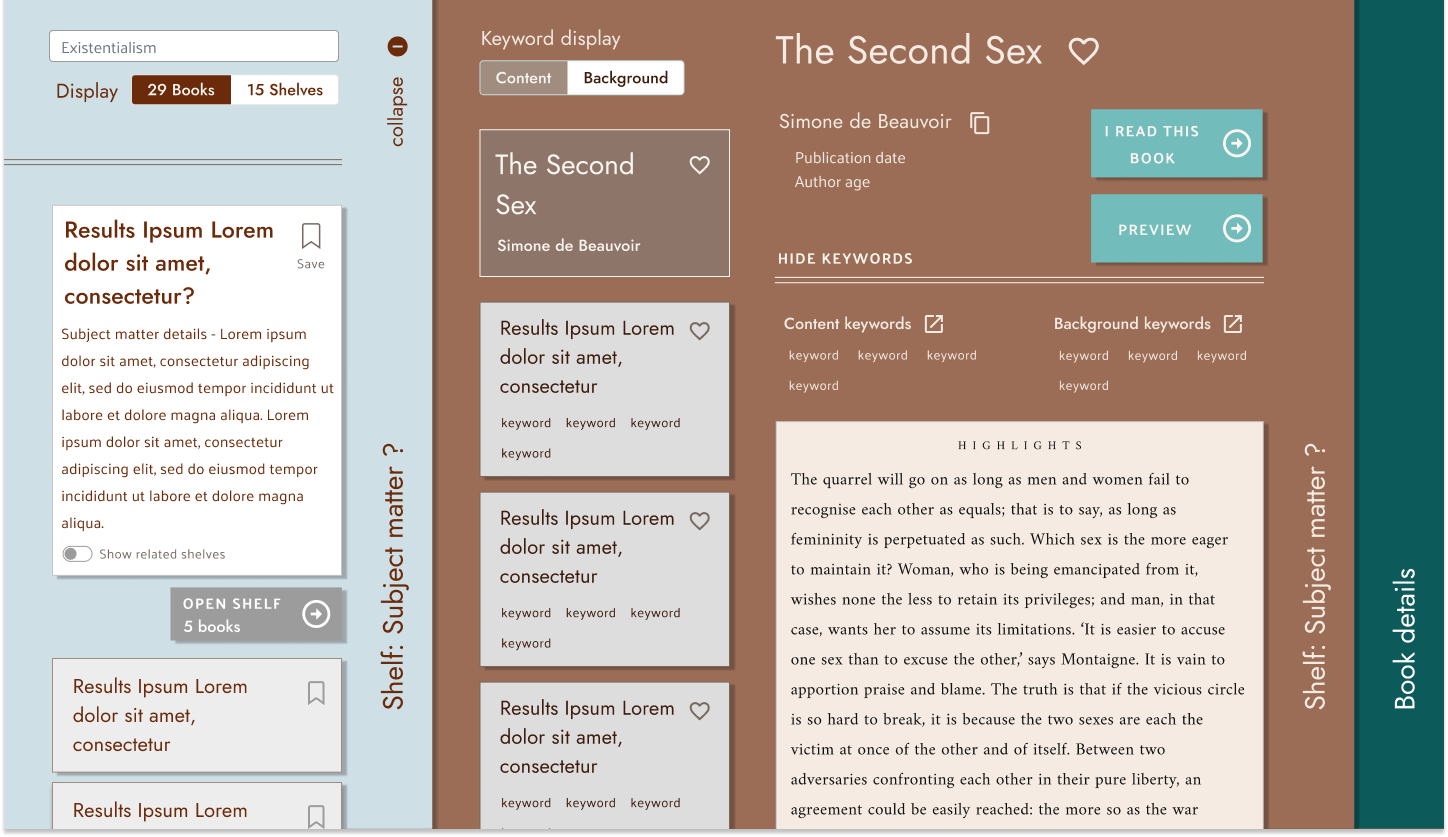 Existentialism
Display
29 Books
15 Shelves
collapse
Results Ipsum Lorem
dolor sit amet,
consectetur?
Save
Subject matter details - Lorem ipsum
dolor sit amet, consectetur adipiscing
elit, sed do eiusmod tempor incididunt ut
labore et dolore magna aliqua. Lorem
ipsum dolor sit amet, consectetur
adipiscing elit, sed do eiusmod tempor
incididunt ut labore et dolore magna
aliqua.
Show related shelves
OPEN SHELF
5 books
Results Ipsum Lorem
dolor sit amet,
consectetur
Results Ipsum Lorem
Shelf: Subject matter ?
Keyword display
Content
Background
The Second
Sex
Simone de Beauvoir
Results Ipsum Lorem
dolor sit amet,
consectetur
keyword keyword keyword
keyword
Results Ipsum Lorem
dolor sit amet,
consectetur
keyword keyword keyword
keyword
Results Ipsum Lorem
dolor sit amet,
consectetur
keyword keyword keyword
The Second Sex
Simone de Beauvoir
Publication date
Author age
I READ THIS
BOOK
PREVIEW
HIDE KEYWORDS
Content keywords
keyword keyword keyword
keyword
Background keywords
keyword keyword keyword
keyword
HIGHLIGHTS
The quarrel will go on as long as men and women fail to
recognise each other as equals; that is to say, as long as
femininity is perpetuated as such. Which sex is the more eager
to maintain it? Woman, who is being emancipated from it,
wishes none the less to retain its privileges; and man, in that
case, wants her to assume its limitations. ‘It is easier to accuse
one sex than to excuse the other,’ says Montaigne. It is vain to
apportion praise and blame. The truth is that if the vicious circle
is so hard to break, it is because the two sexes are each the
victim at once of the other and of itself. Between two
adversaries confronting each other in their pure liberty, an
agreement could be easily reached: the more so as the war
Shelf: Subject matter ?
Book details